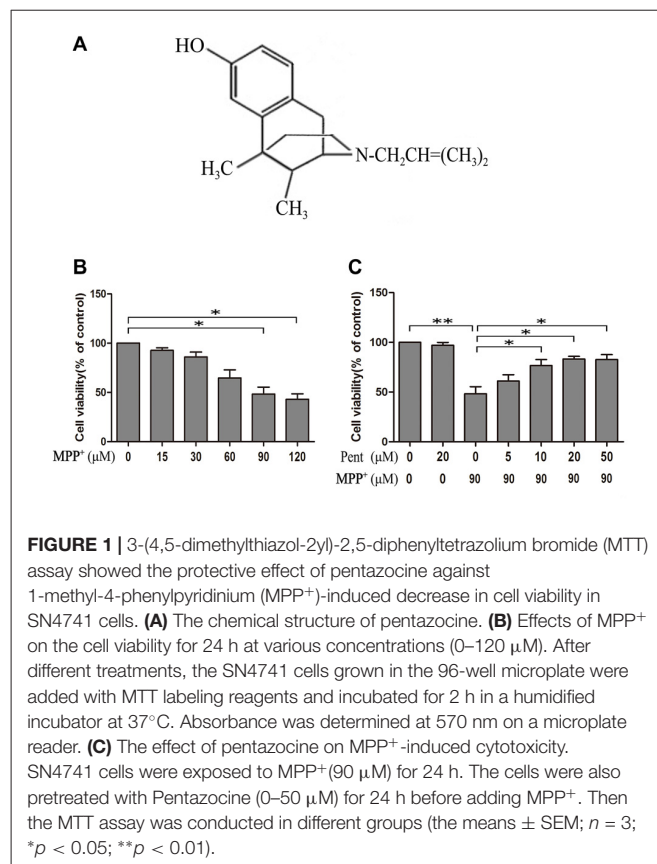 A
HO
N-CH₂CH=(CH₃)₂
H₃C
CH₃
B
C
Cell viability(% of control)
150
100
50
0
*
*
MPP⁺ (μM) 0 15 30 60 90 120
Cell viability(% of control)
150
100
50
0
** *
*
*
Pent (μM) 0 20 0 5 10 20 50
MPP⁺ (μM) 0 0 90 90 90 90 90
FIGURE 1 | 3-(4,5-dimethylthiazol-2yl)-2,5-diphenyltetrazolium bromide (MTT)
assay showed the protective effect of pentazocine against
1-methyl-4-phenylpyridinium (MPP⁺)-induced decrease in cell viability in
SN4741 cells. (A) The chemical structure of pentazocine. (B) Effects of MPP⁺
on the cell viability for 24 h at various concentrations (0–120 μM). After
different treatments, the SN4741 cells grown in the 96-well microplate were
added with MTT labeling reagents and incubated for 2 h in a humidified
incubator at 37°C. Absorbance was determined at 570 nm on a microplate
reader. (C) The effect of pentazocine on MPP⁺-induced cytotoxicity.
SN4741 cells were exposed to MPP⁺(90 μM) for 24 h. The cells were also
pretreated with Pentazocine (0–50 μM) for 24 h before adding MPP⁺. Then
the MTT assay was conducted in different groups (the means ± SEM; n = 3;
*p < 0.05; **p < 0.01).